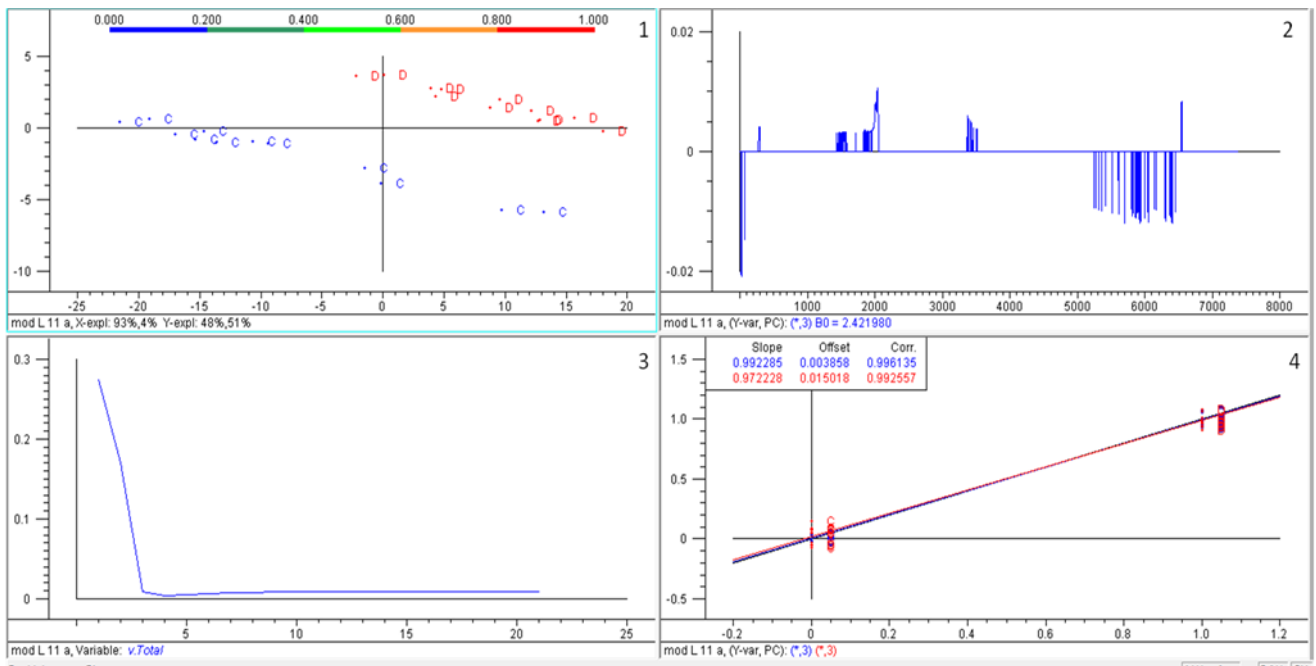 0.000 0.200 0.400 0.600 0.800 1.000
1
5
0
-5
-10
D D
D D D
D D
D D
D D
D
C C
C C C
C C C
C
C
C C
-25 -20 -15 -10 -5 0 5 10 15 20
mod L 11 a, X-expl: 93%,4% Y-expl: 48%,51%
2
0.02
0
-0.02
1000 2000 3000 4000 5000 6000 7000 8000
mod L 11 a, (Y-var, PC): (*,3) B0 = 2.421980
3
0.3
0.2
0.1
0
5 10 15 20 25
mod L 11 a, Variable: v.Total
4
Slope Offset Corr.
0.992285 0.003858 0.996135
0.972228 0.015018 0.992557
1.5
1.0
0.5
0
-0.5
-0.2 0 0.2 0.4 0.6 0.8 1.0 1.2
mod L 11 a, (Y-var, PC): (*,3) (*,3)